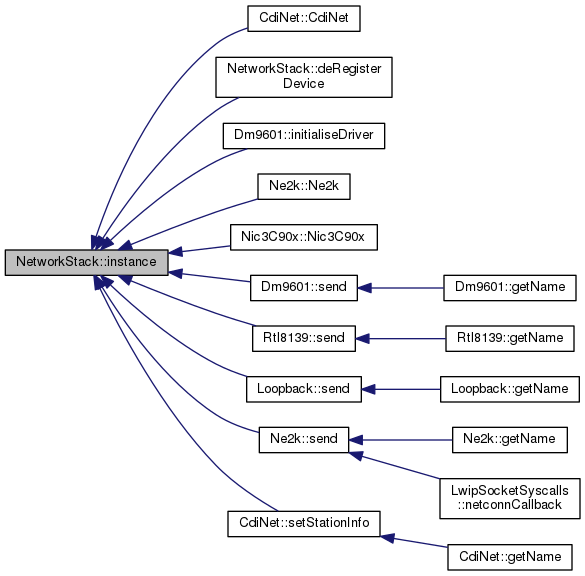 CdiNet::CdiNet
NetworkStack::deRegister
Device
Dm9601::initialiseDriver
Ne2k::Ne2k
Nic3C90x::Nic3C90x
NetworkStack::instance
Dm9601::send
Dm9601::getName
Rtl8139::send
Rtl8139::getName
Loopback::send
Loopback::getName
Ne2k::send
Ne2k::getName
LwipSocketSyscalls
::netconnCallback
CdiNet::setStationInfo
CdiNet::getName